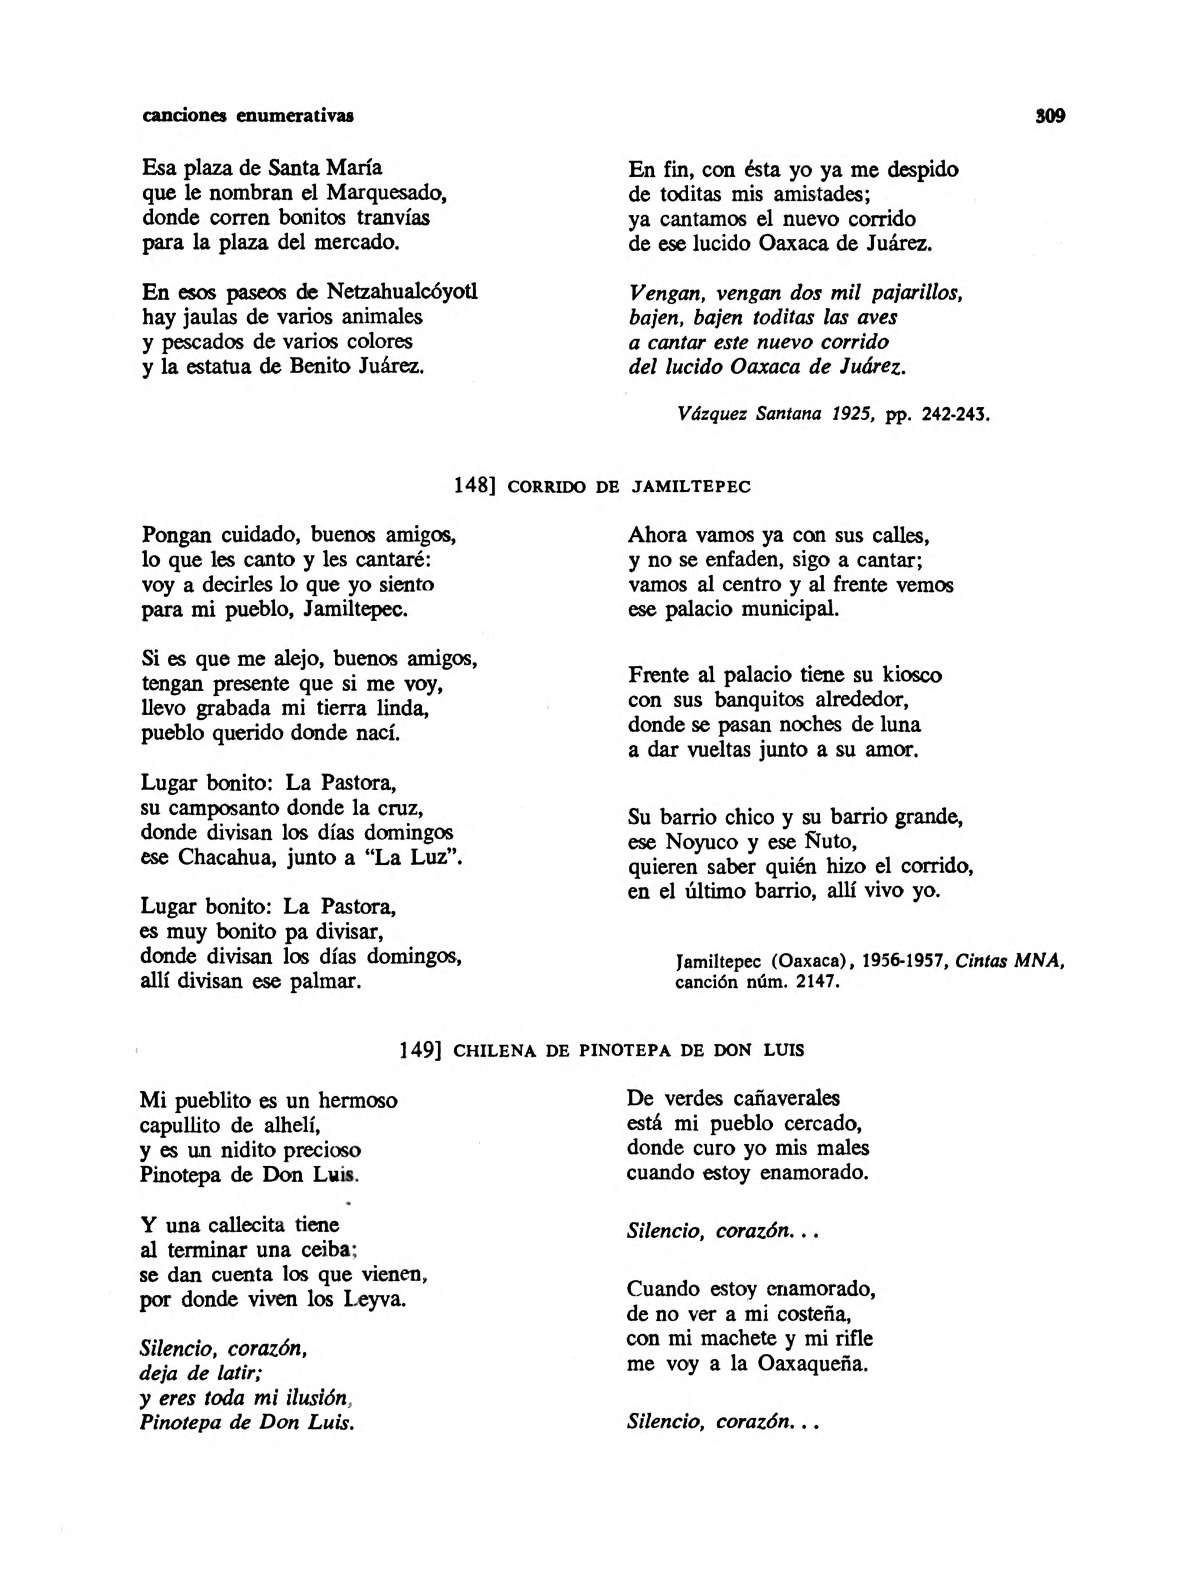 canciones enumerativas
309
Esa plaza de Santa María
que le nombran el Marquesado,
donde corren bonitos tranvías
para la plaza del mercado.
En esos paseos de Netzahualcóyotl
hay jaulas de varios animales
y pescados de varios colores
y la estatua de Benito Juárez.
En fin, con ésta yo ya me despido
de toditas mis amistades;
ya cantamos el nuevo corrido
de ese lucido Oaxaca de Juárez.
Vengan, vengan dos mil pajarillos,
bajen, bajen toditas las aves
a cantar este nuevo corrido
del lucido Oaxaca de Juárez.
Vázquez Santana 1925, pp. 242-243.
148] CORRIDO DE JAMILTEPEC
Pongan cuidado, buenos amigos,
lo que les canto y les cantaré:
voy a decirles lo que yo siento
para mi pueblo, Jamiltepec.
Si es que me alejo, buenos amigos,
tengan presente que si me voy,
llevo grabada mi tierra linda,
pueblo querido donde nací.
Lugar bonito: La Pastora,
su camposanto donde la cruz,
donde divisan los días domingos
ese Chacahua, junto a “La Luz”.
Lugar bonito: La Pastora,
es muy bonito pa divisar,
donde divisan los días domingos,
allí divisan ese palmar.
Ahora vamos ya con sus calles,
y no se enfaden, sigo a cantar;
vamos al centro y al frente vemos
ese palacio municipal.
Frente al palacio tiene su kiosco
con sus banquitos alrededor,
donde se pasan noches de luna
a dar vueltas junto a su amor.
Su barrio chico y su barrio grande,
ese Noyuco y ese Ñuto,
quieren saber quién hizo el corrido,
en el último barrio, allí vivo yo.
Jamiltepec (Oaxaca), 1956-1957, Cintas MNA,
canción núm. 2147.
149] CHILENA DE PINOTEPA DE DON LUIS
Mi pueblito es un hermoso
capullito de alhelí,
y es un nidito precioso
Pinotepa de Don Luis.
Y una callecita tiene
al terminar una ceiba;
se dan cuenta los que vienen,
por donde viven los Leyva.
Silencio, corazón,
deja de latir;
y eres toda mi ilusión,
Pinotepa de Don Luis.
De verdes cañaverales
está mi pueblo cercado,
donde curo yo mis males
cuando estoy enamorado.
Silencio, corazón. . .
Cuando estoy enamorado,
de no ver a mi costeña,
con mi machete y mi rifle
me voy a la Oaxaqueña.
Silencio, corazón. . .